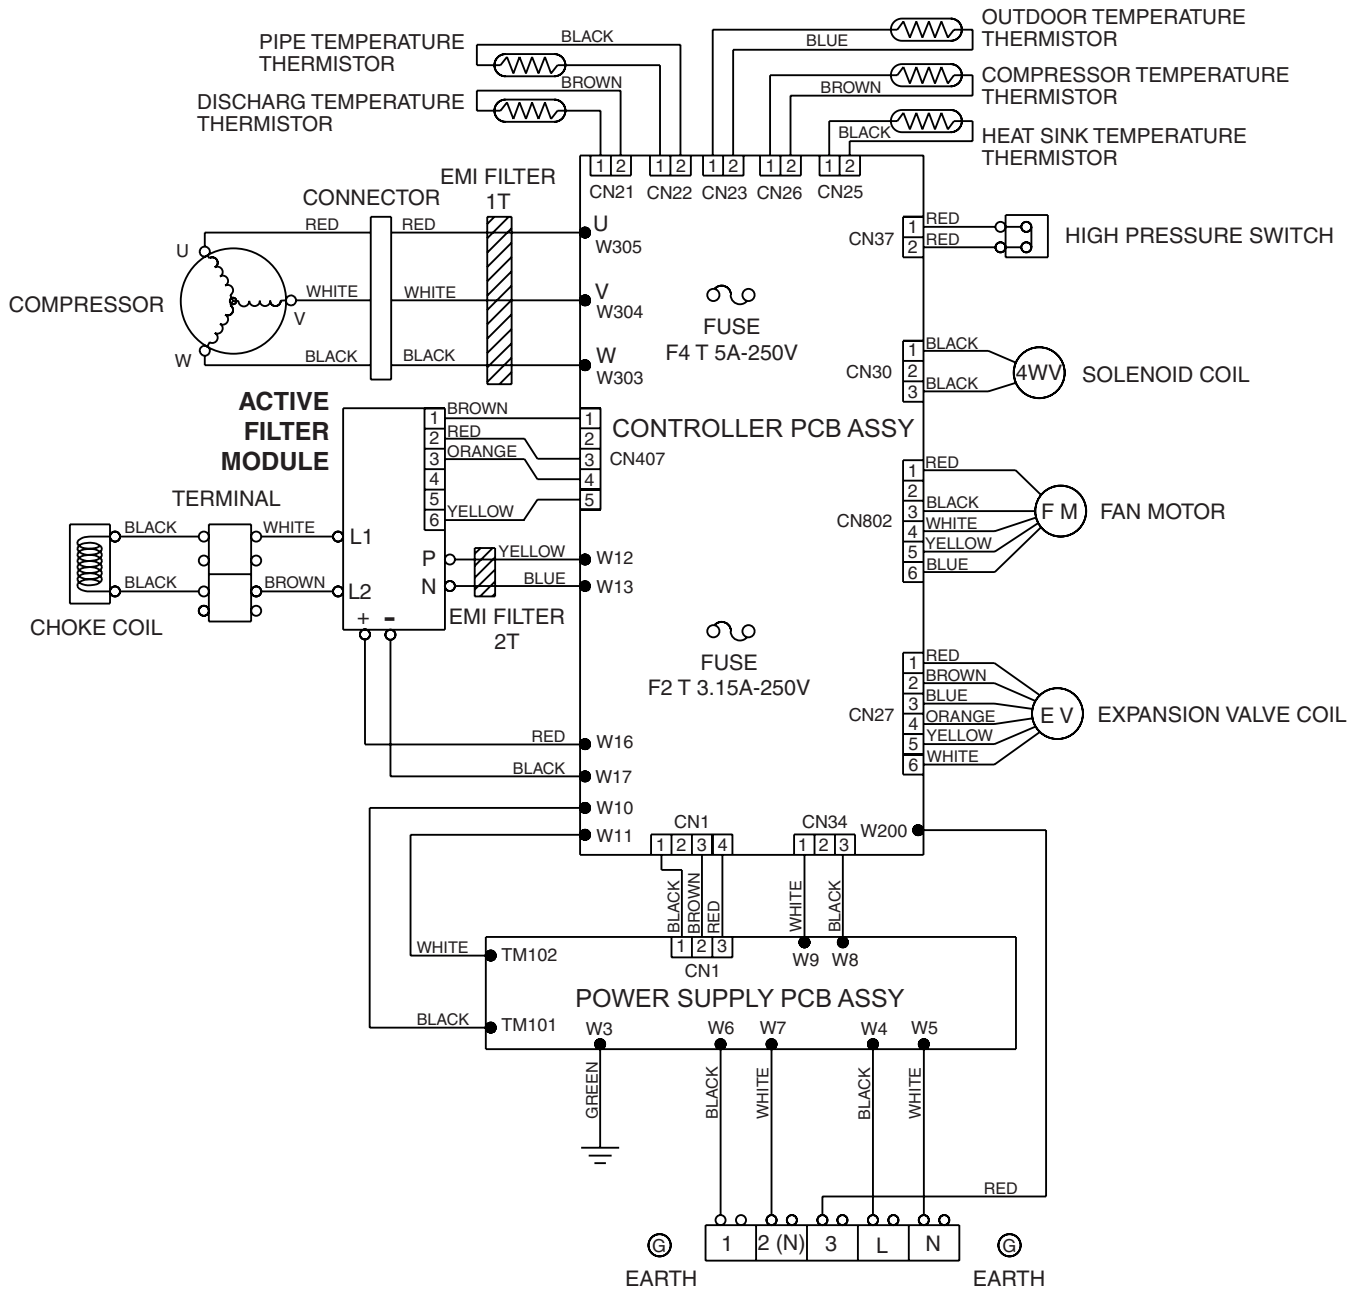 OUTDOOR TEMPERATURE
THERMISTOR
BLUE
BLACK
PIPE TEMPERATURE
THERMISTOR
BROWN
COMPRESSOR TEMPERATURE
THERMISTOR
BROWN
DISCHARG TEMPERATURE
THERMISTOR
BLACK
HEAT SINK TEMPERATURE
THERMISTOR
1 2 1 2 1 2 1 2 1 2
CN21 CN22 CN23 CN26 CN25
EMI FILTER
1T
CONNECTOR
RED RED
U
W305
U
COMPRESSOR
WHITE WHITE
V
W304
V
BLACK BLACK
W
W303
W
CN37
1 RED
2 RED
HIGH PRESSURE SWITCH
FUSE
F4 T 5A-250V
CN30
1 BLACK
2
3 BLACK
4WV
SOLENOID COIL
ACTIVE
FILTER
MODULE
1 BROWN 1
2 RED 2
3 ORANGE 3
4 4
5 5
6 YELLOW
CN407
CONTROLLER PCB ASSY
1 RED
2
3 BLACK
4 WHITE
5 YELLOW
6 BLUE
CN802
F M
FAN MOTOR
TERMINAL
BLACK WHITE L1
BLACK BROWN L2
CHOKE COIL
P YELLOW W12
N BLUE W13
EMI FILTER
2T
+ -
FUSE
F2 T 3.15A-250V
1 RED
2 BROWN
3 BLUE
4 ORANGE
5 YELLOW
6 WHITE
CN27
E V
EXPANSION VALVE COIL
RED W16
BLACK W17
W10
W11
CN1
1 2 3 4
CN34
1 2 3
W200
BLACK
BROWN
RED
WHITE
BLACK
WHITE TM102
1 2 3
CN1
W9 W8
POWER SUPPLY PCB ASSY
BLACK TM101
W3 W6 W7 W4 W5
GREEN
BLACK
WHITE
BLACK
WHITE
RED
G
EARTH
1 2 (N) 3 L N
G
EARTH